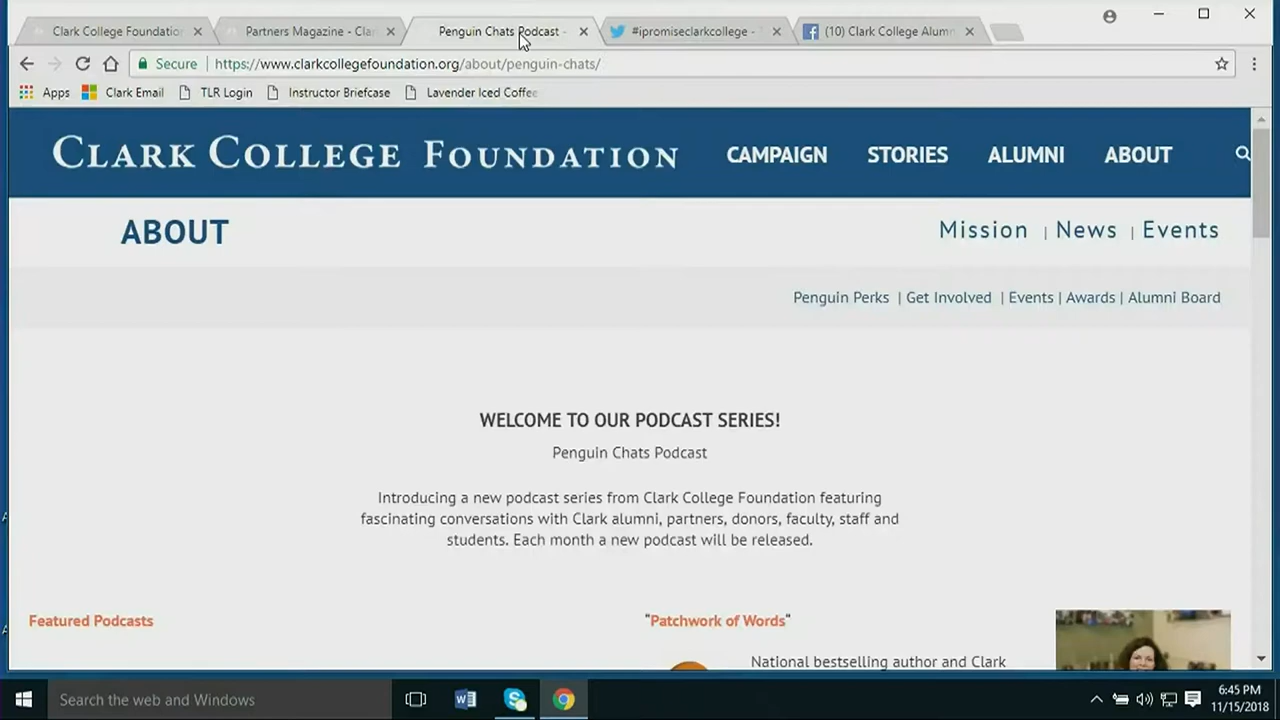 Clark College Foundation
Partners Magazine - Cla
Penguin Chats Podcast -
#ipromiseclarkcollege - T
(10) Clark College Alumn
Secure https://www.clarkcollegefoundation.org/about/penguin-chats/
Apps Clark Email TLR Login Instructor Briefcase Lavender Iced Coffee
CLARK COLLEGE FOUNDATION CAMPAIGN STORIES ALUMNI ABOUT
ABOUT Mission | News | Events
Penguin Perks | Get Involved | Events | Awards | Alumni Board
WELCOME TO OUR PODCAST SERIES!
Penguin Chats Podcast
Introducing a new podcast series from Clark College Foundation featuring
fascinating conversations with Clark alumni, partners, donors, faculty, staff and
students. Each month a new podcast will be released.
Featured Podcasts
"Patchwork of Words"
National bestselling author and Clark
Search the web and Windows
6:45 PM
11/15/2018